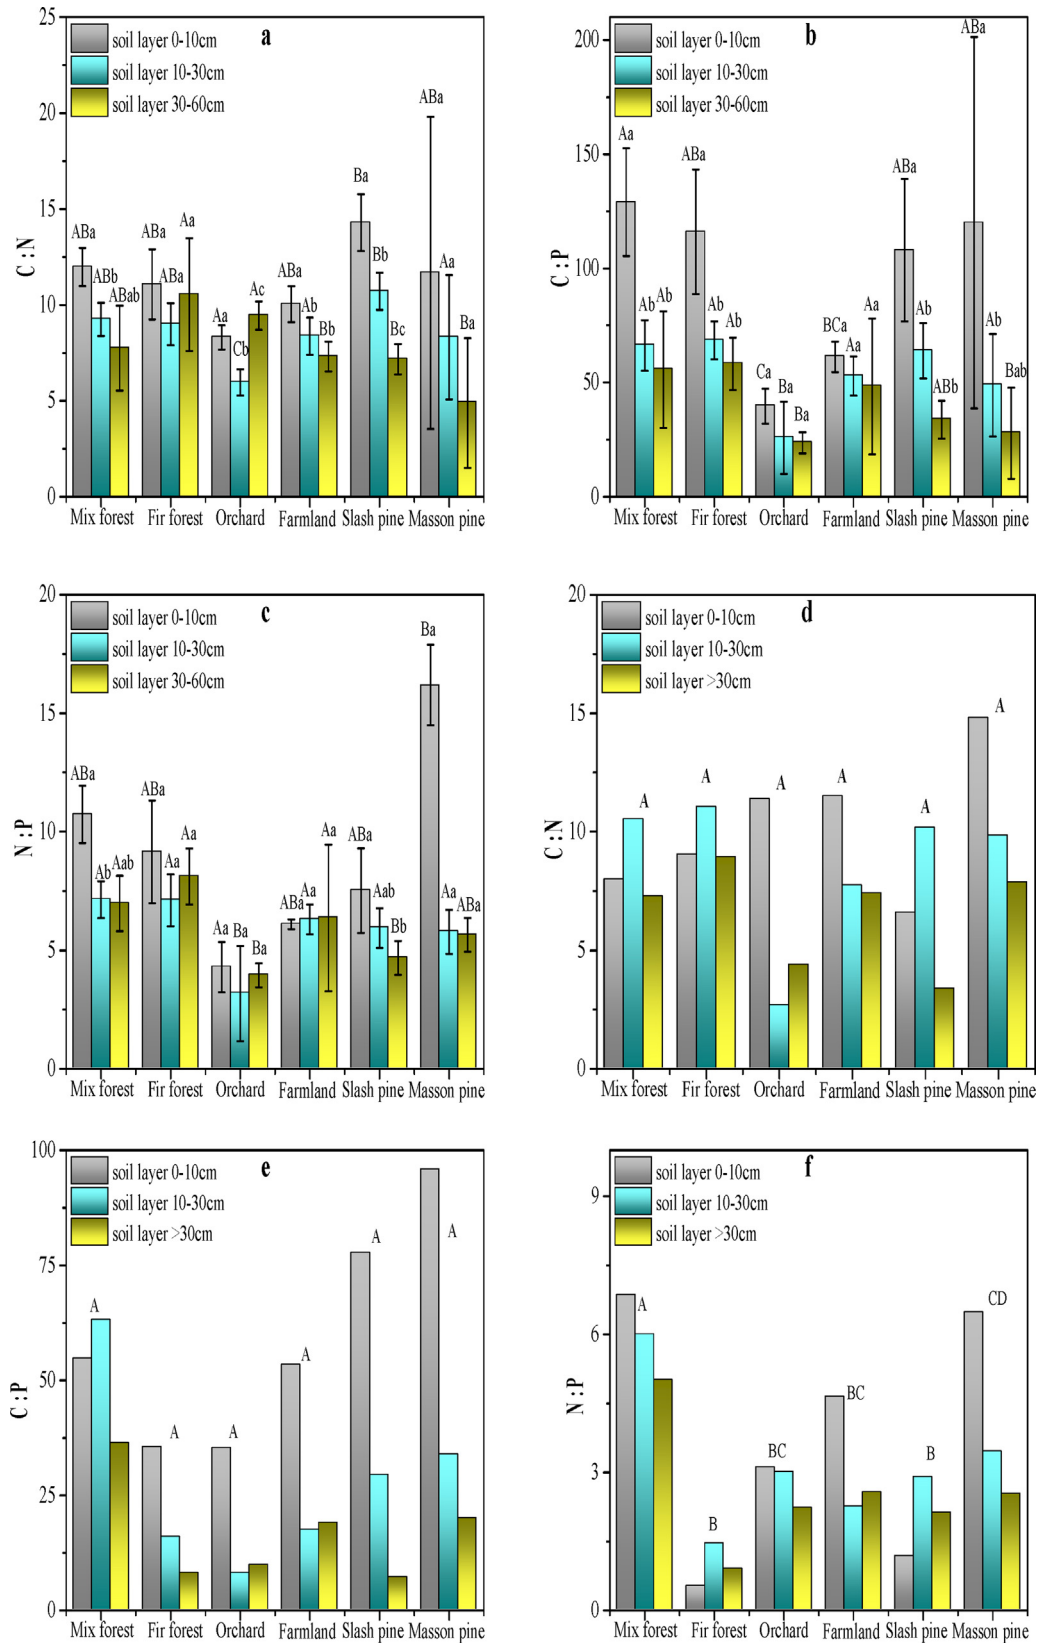 a
soil layer 0-10cm
soil layer 10-30cm
soil layer 30-60cm
C:N
25
20
15
10
5
0
ABa
ABb
ABab
ABa
ABa
Aa
Aa
Cb
Ac
ABa
Ab
Bb
Ba
Bb
Bc
ABa
Aa
Ba
Mix forest
Fir forest
Orchard
Farmland
Slash pine
Masson pine
b
soil layer 0-10cm
soil layer 10-30cm
soil layer 30-60cm
C:P
200
150
100
50
0
Aa
Ab
Ab
ABa
Ab
Ab
Ca
Ba
Ba
BCa
Aa
Aa
ABa
Ab
ABb
ABa
Ab
Bab
Mix forest
Fir forest
Orchard
Farmland
Slash pine
Masson pine
c
soil layer 0-10cm
soil layer 10-30cm
soil layer 30-60cm
N:P
20
15
10
5
0
ABa
Ab
Aab
ABa
Aa
Aa
Aa
Ba
Ba
ABa
Aa
Aa
ABa
Aab
Bb
Ba
Aa
ABa
Mix forest
Fir forest
Orchard
Farmland
Slash pine
Masson pine
d
soil layer 0-10cm
soil layer 10-30cm
soil layer >30cm
C:N
20
15
10
5
0
A
A
A
A
A
A
Mix forest
Fir forest
Orchard
Farmland
Slash pine
Masson pine
e
soil layer 0-10cm
soil layer 10-30cm
soil layer >30cm
C:P
100
75
50
25
0
A
A
A
A
A
A
Mix forest
Fir forest
Orchard
Farmland
Slash pine
Masson pine
f
soil layer 0-10cm
soil layer 10-30cm
soil layer >30cm
N:P
9
6
3
0
A
B
BC
BC
B
CD
Mix forest
Fir forest
Orchard
Farmland
Slash pine
Masson pine